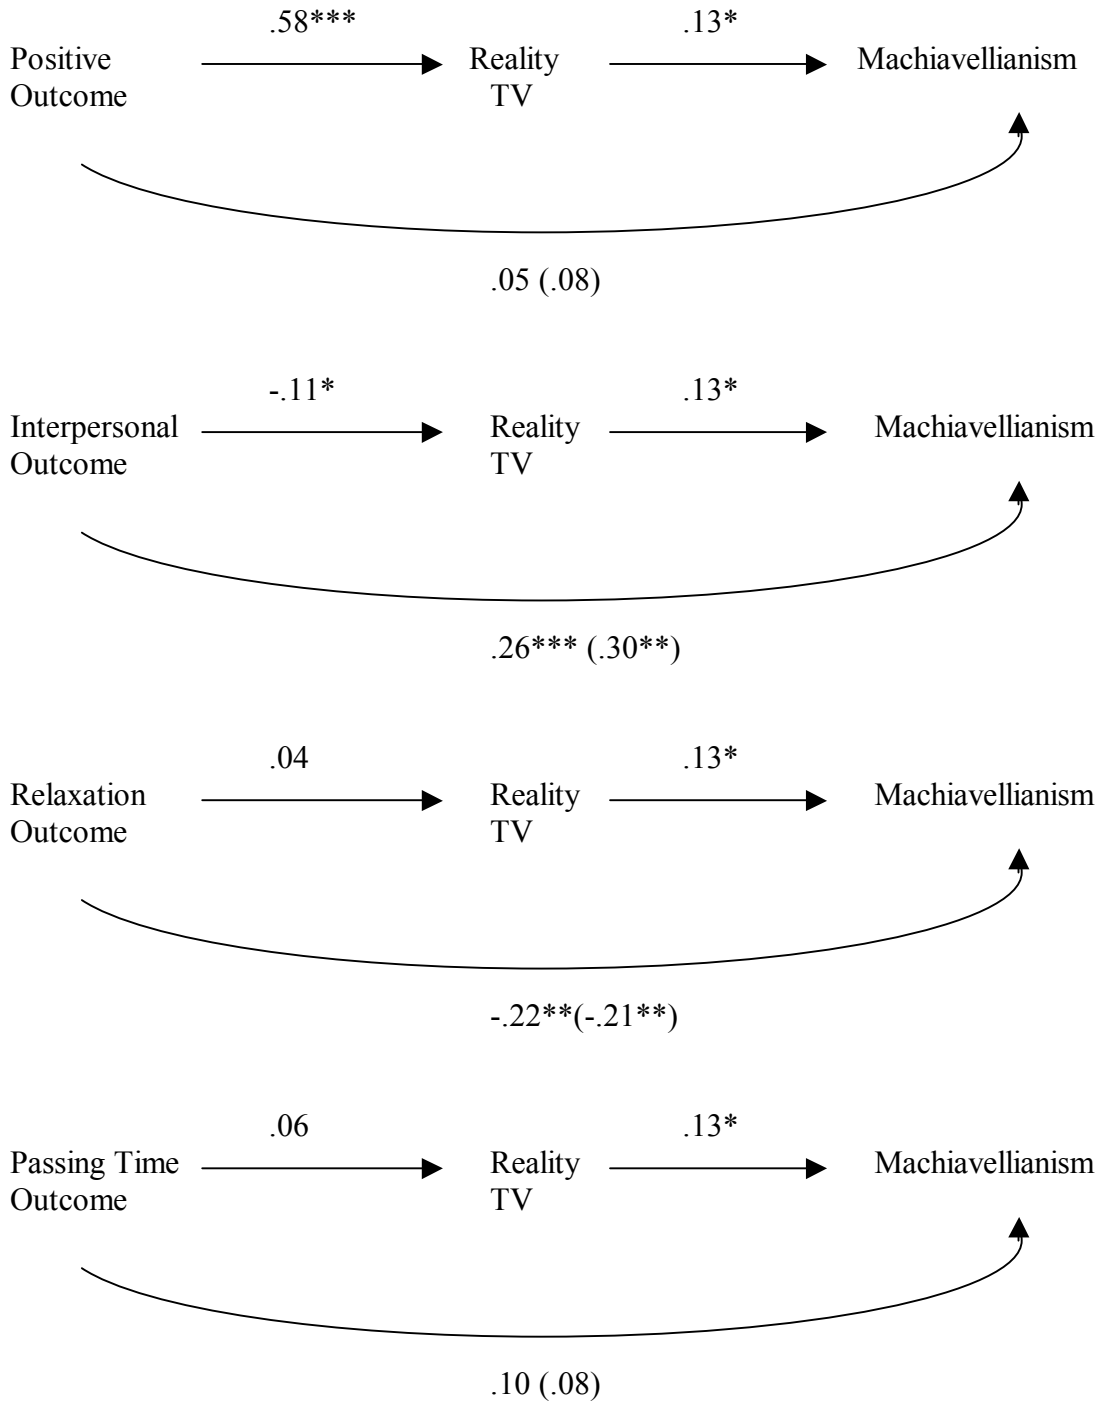 .58***
.13*
Positive Reality Machiavellianism
Outcome TV
.05 (.08)
-.11*
.13*
Interpersonal Reality Machiavellianism
Outcome TV
.26*** (.30**)
.04
.13*
Relaxation Reality Machiavellianism
Outcome TV
-.22**(-.21**)
.06
.13*
Passing Time Reality Machiavellianism
Outcome TV
.10 (.08)